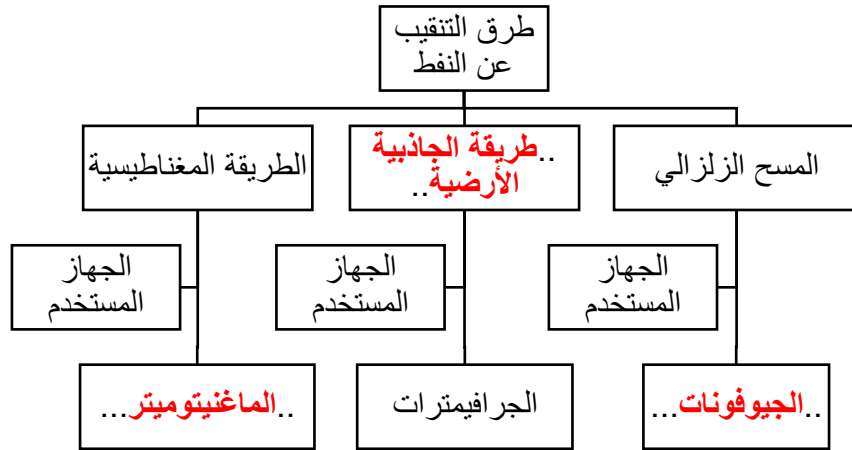 طرق التنقيب
عن النفط
المسح الزلزالي
..طريقة الجاذبية
الأرضية..
الطريقة المغناطيسية
الجهاز
المستخدم
الجهاز
المستخدم
الجهاز
المستخدم
..الجيوفونات...
الجرافيمترات
..الماغنيتوميتر...